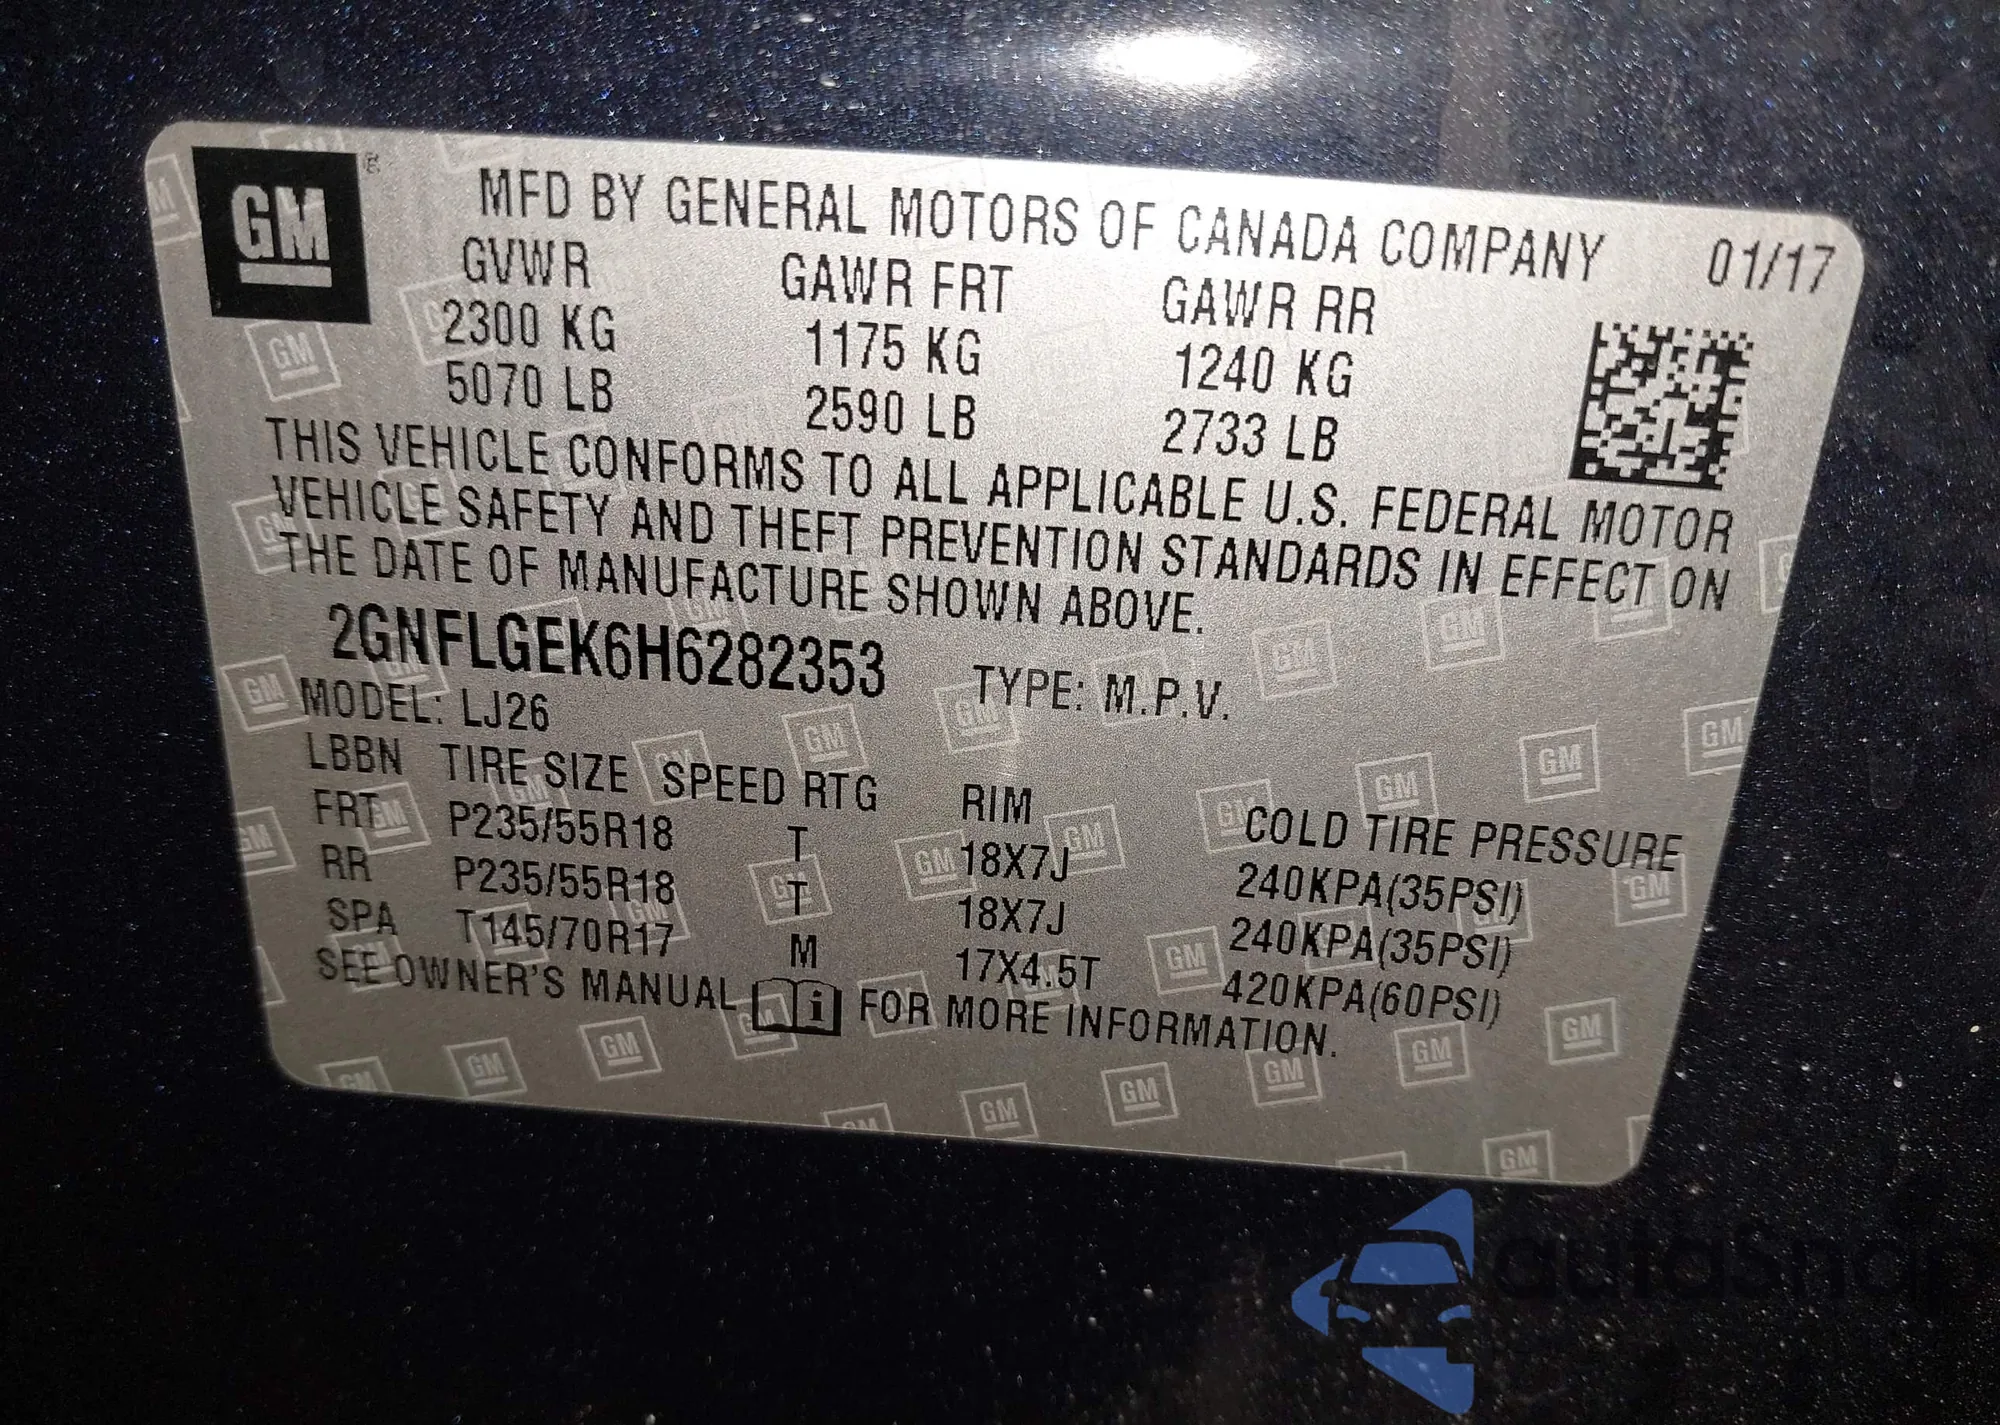 GM
MFD BY GENERAL MOTORS OF CANADA COMPANY 01/17
GVWR GAWR FRT GAWR RR
2300 KG 1175 KG 1240 KG
5070 LB 2590 LB 2733 LB
THIS VEHICLE CONFORMS TO ALL APPLICABLE U.S. FEDERAL MOTOR
VEHICLE SAFETY AND THEFT PREVENTION STANDARDS IN EFFECT ON
THE DATE OF MANUFACTURE SHOWN ABOVE.
2GNFLGEK6H6282353 TYPE: M.P.V.
MODEL: LJ26
LBBN TIRE SIZE SPEED RTG RIM COLD TIRE PRESSURE
FRT P235/55R18 T 18X7J 240KPA(35PSI)
RR P235/55R18 T 18X7J 240KPA(35PSI)
SPA T145/70R17 M 17X4.5T 420KPA(60PSI)
SEE OWNER'S MANUAL i FOR MORE INFORMATION.